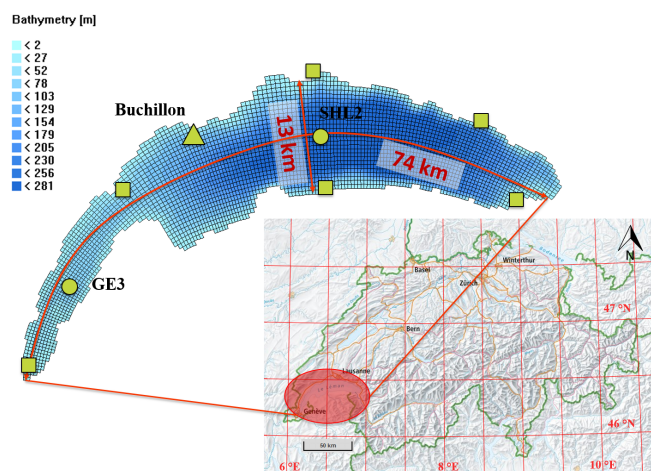 Bathymetry [m]
< 2
< 27
< 52
< 78
< 103
< 129
< 154
< 179
< 205
< 230
< 256
< 281
Buchillon
SHL2
13 km
74 km
GE3
N
Basel
Winterthur
Zürich
Bern
Lausanne
Genève
47 °N
46 °N
50 km
6 °E
8 °E
10 °E